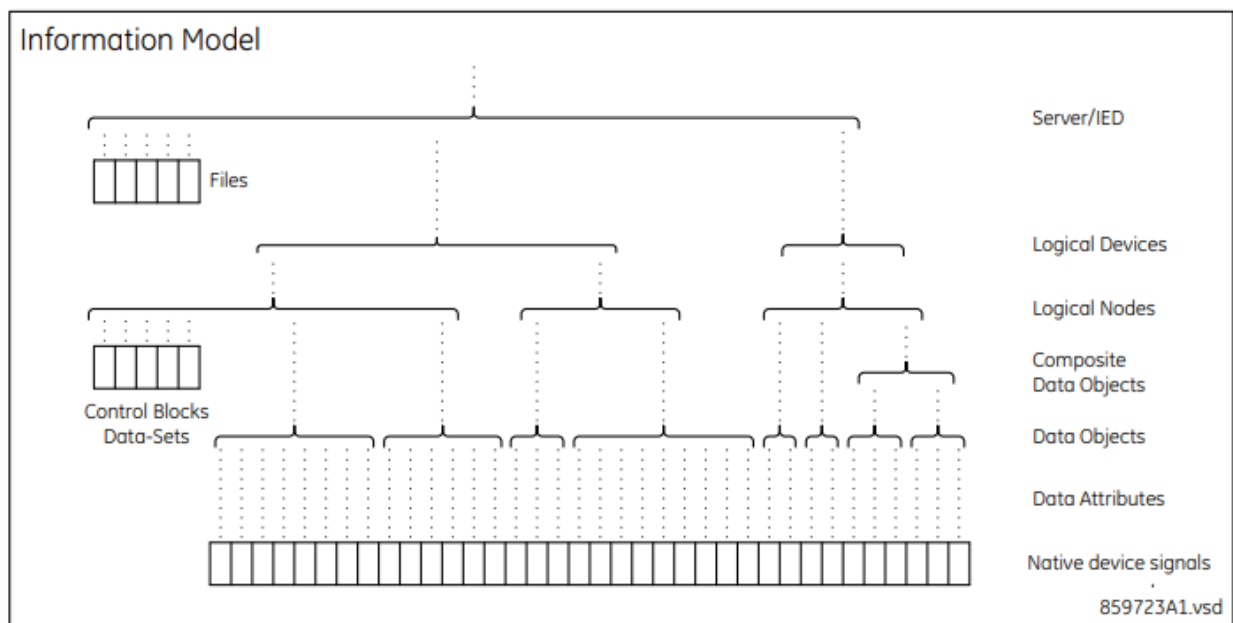 Information Model
Server/IED
Files
Logical Devices
Logical Nodes
Composite
Data Objects
Control Blocks
Data-Sets
Data Objects
Data Attributes
Native device signals
859723A1.vsd